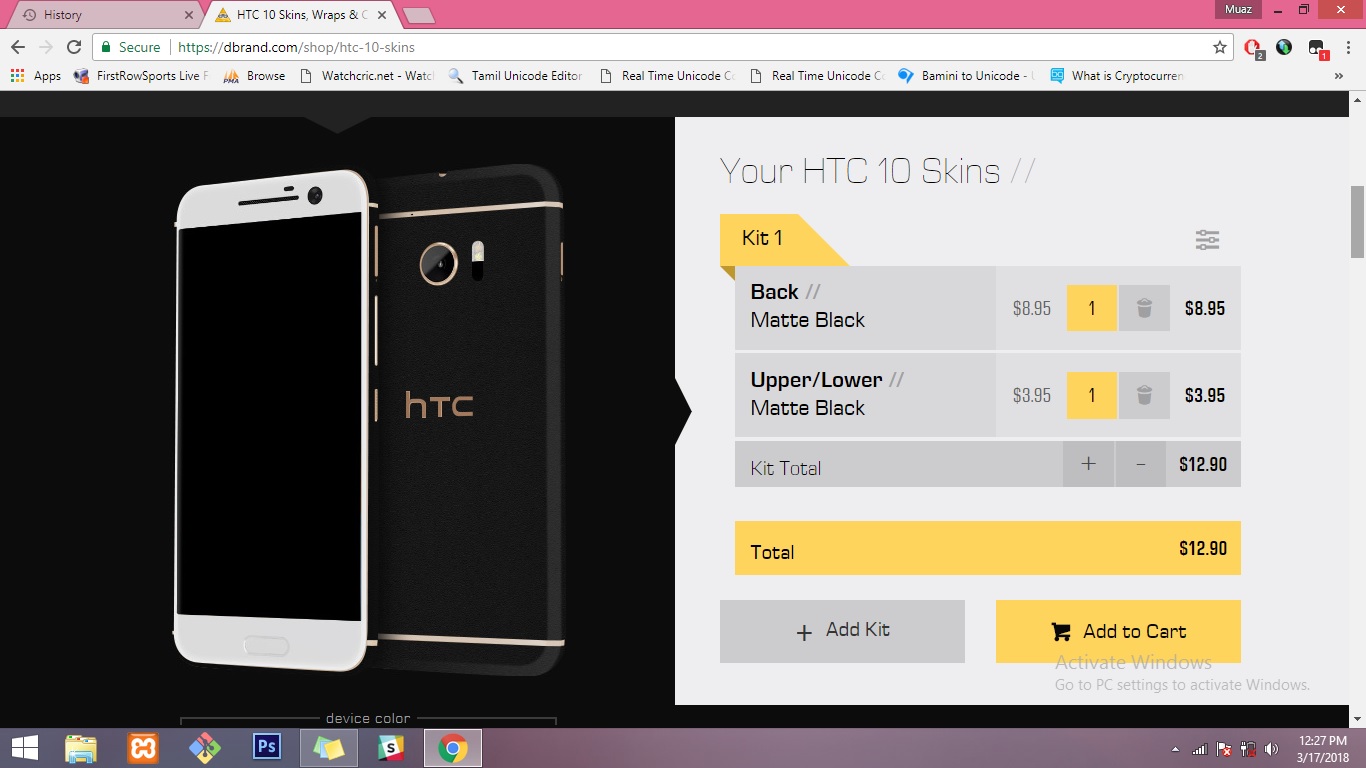 History
HTC 10 Skins, Wraps & C
Muaz
Secure
https://dbrand.com/shop/htc-10-skins
2
1
Apps
FirstRowSports Live F
PMA
Browse
Watchcric.net - Watc
Tamil Unicode Editor
Real Time Unicode Co
Real Time Unicode Co
Bamini to Unicode -
What is Cryptocurren
»
Your HTC 10 Skins //
Kit 1
Back //
Matte Black
$8.95
1
$8.95
Upper/Lower //
Matte Black
$3.95
1
$3.95
Kit Total
+
-
$12.90
Total
$12.90
+ Add Kit
Add to Cart
hTC
device color
Activate Windows
Go to PC settings to activate Windows.
Ps
S
12:27 PM
3/17/2018